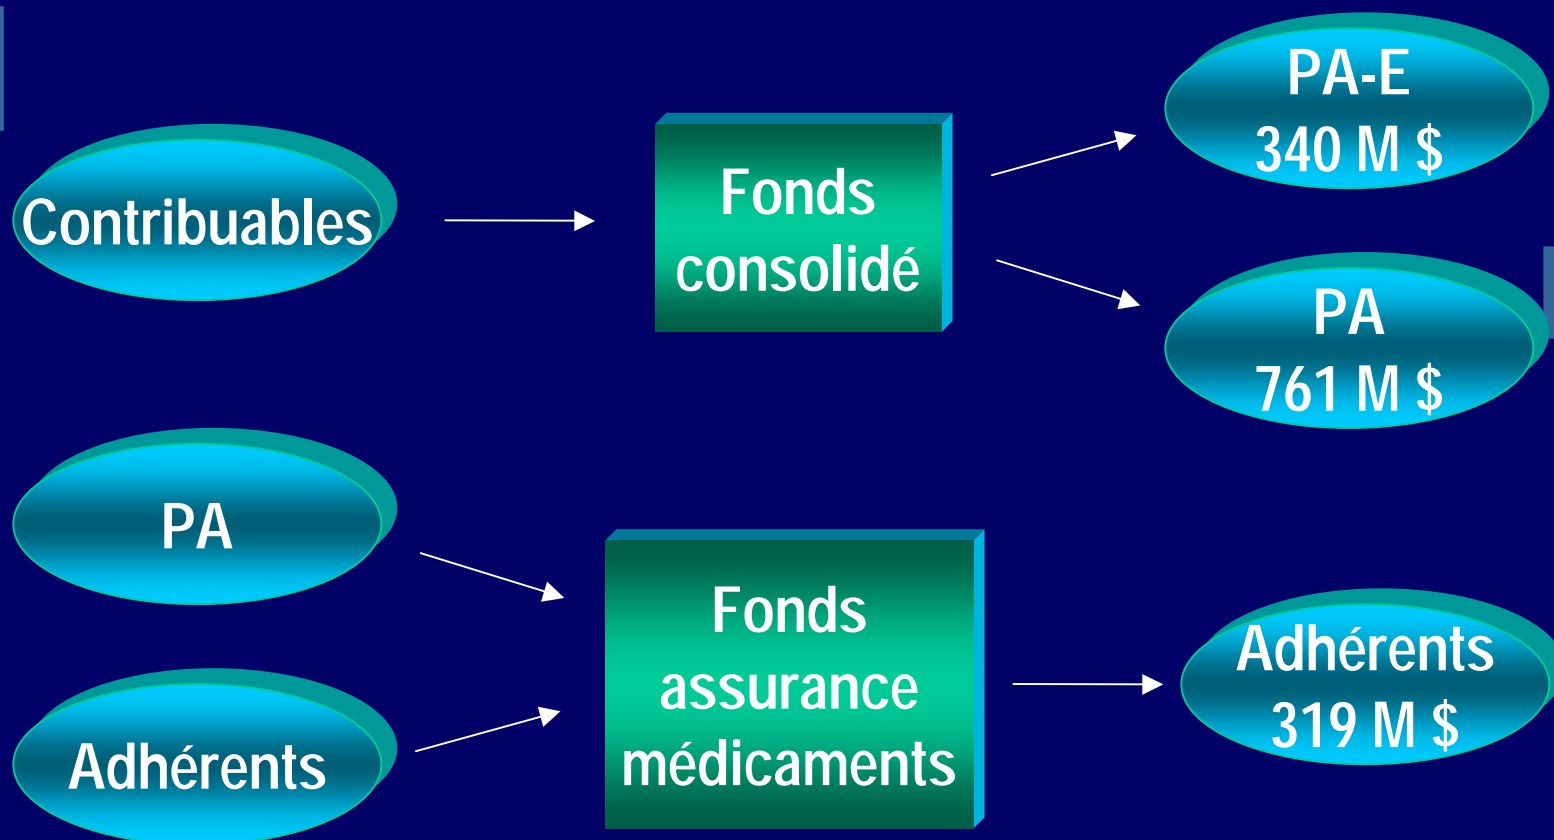 Contribuables
Fonds
consolidé
PA-E
340 M $
PA
761 M $
PA
Adhérents
Fonds
assurance
médicaments
Adhérents
319 M $